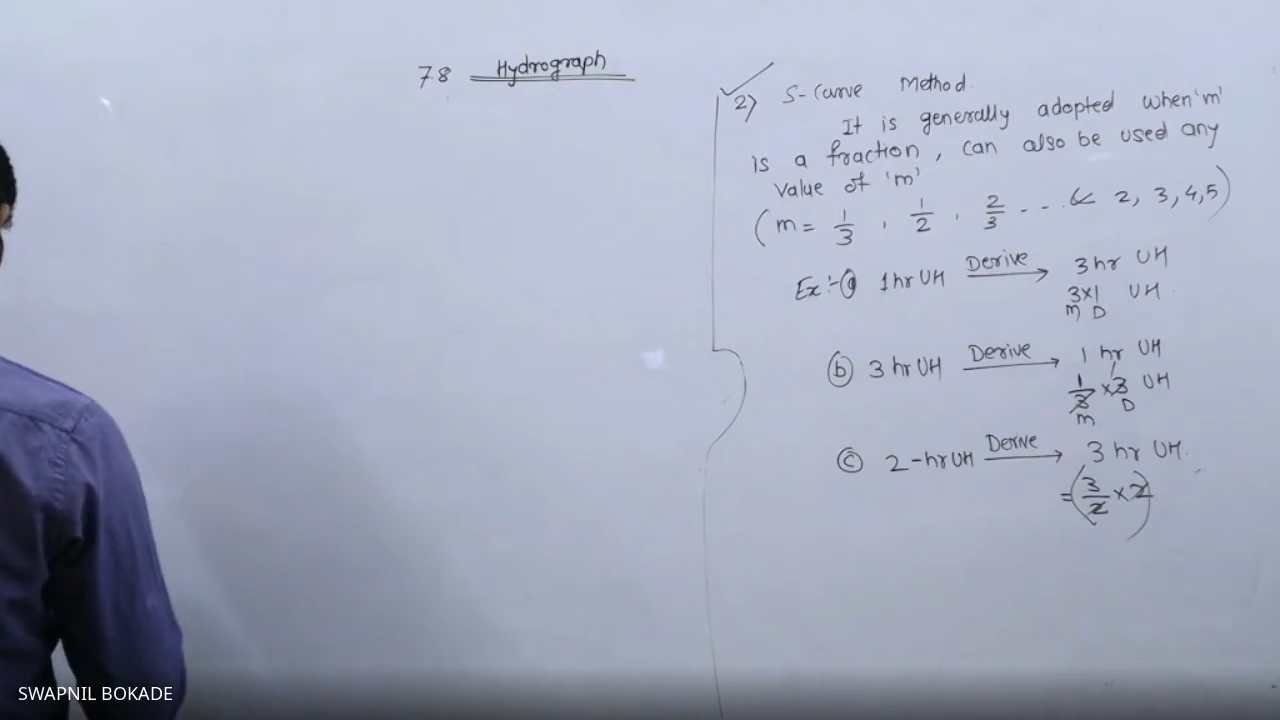 78 Hydrograph
2) S-Curve Method.
It is generally adopted when 'm'
is a fraction, can also be used any
value of 'm'
(m = 1/3, 1/2, 2/3 - - . & 2, 3, 4, 5)
Ex:- (a) 1hr UH Derive → 3 hr UH
3×1 UH.
m D
(b) 3 hr UH Derive → 1 hr UH
1/3 × 3 UH
m D
(c) 2-hr UH Derive → 3 hr UH.
= (3/2 × 2)
SWAPNIL BOKADE